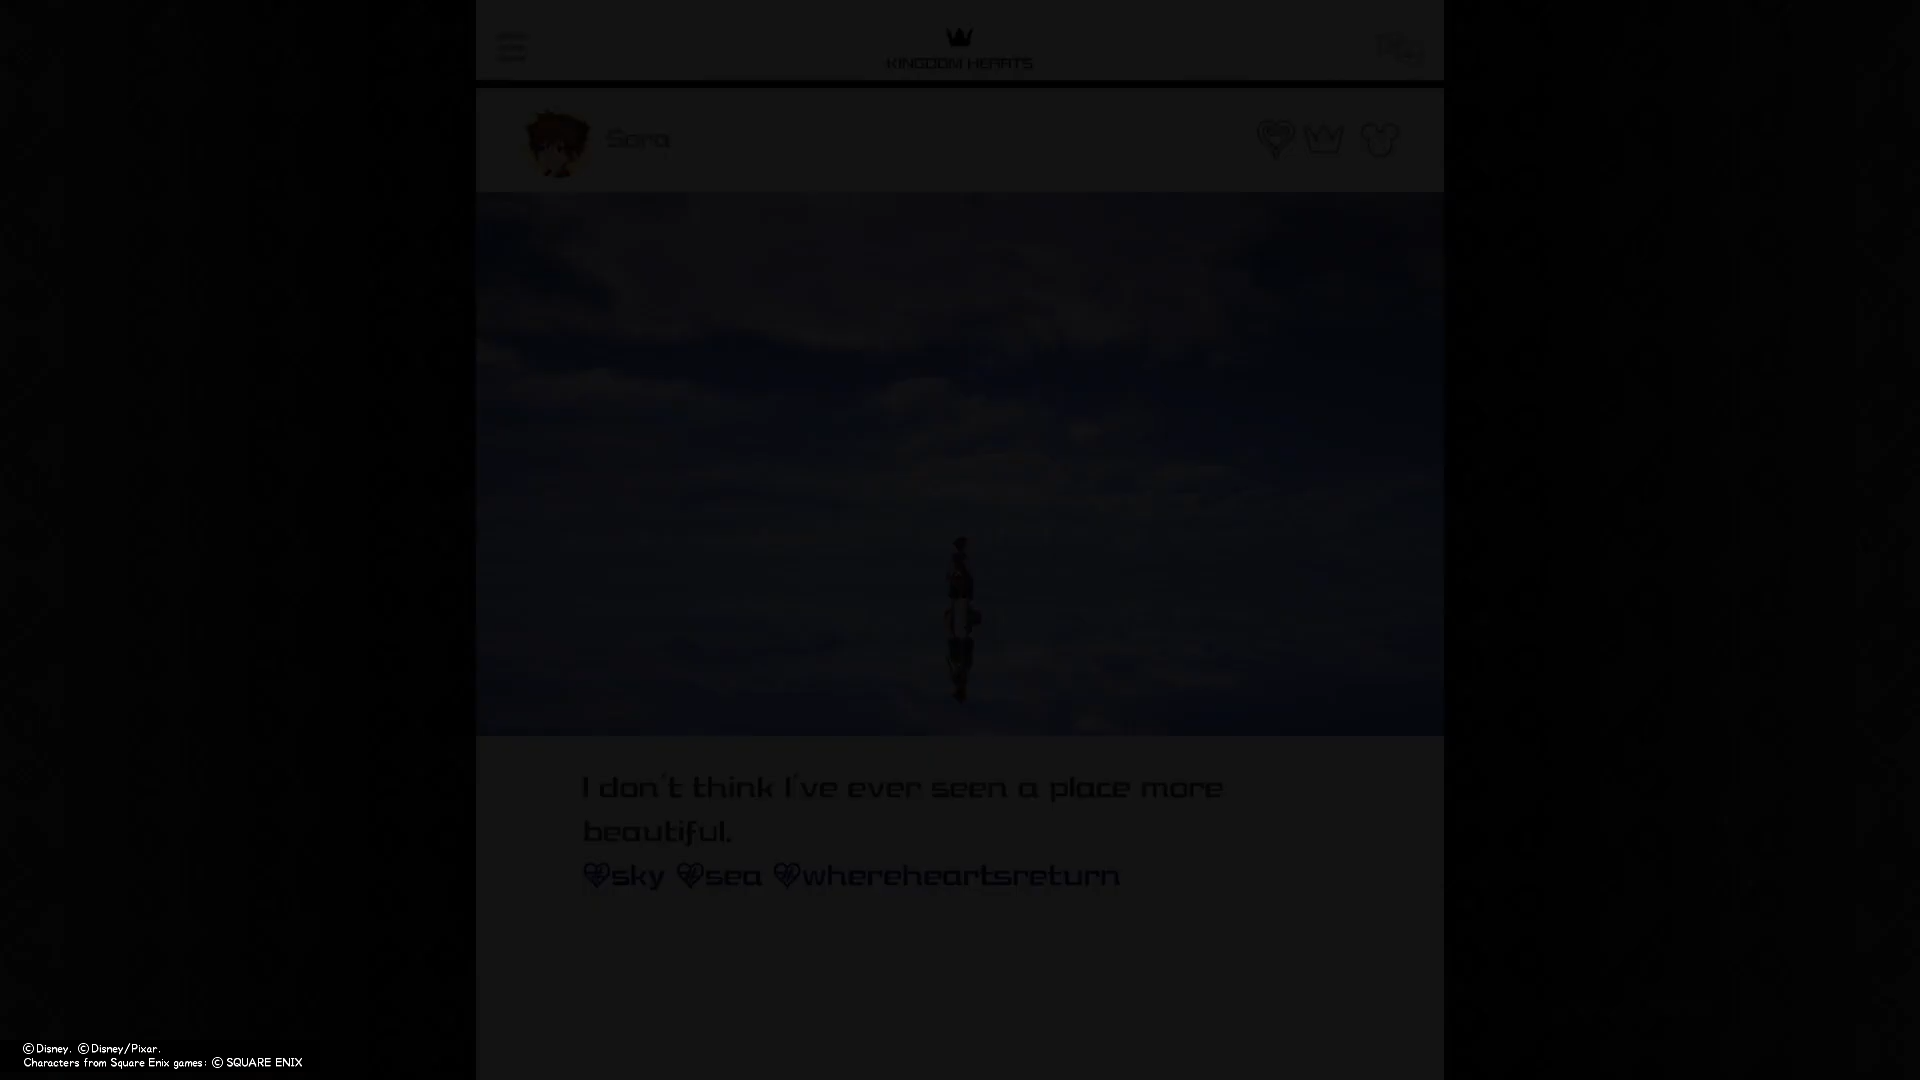 KINGDOM HEARTS
Sora
I don't think I've ever seen a place more
beautiful.
sky sea whereheartsreturn
©Disney. ©Disney/Pixar.
Characters from Square Enix games: © SQUARE ENIX